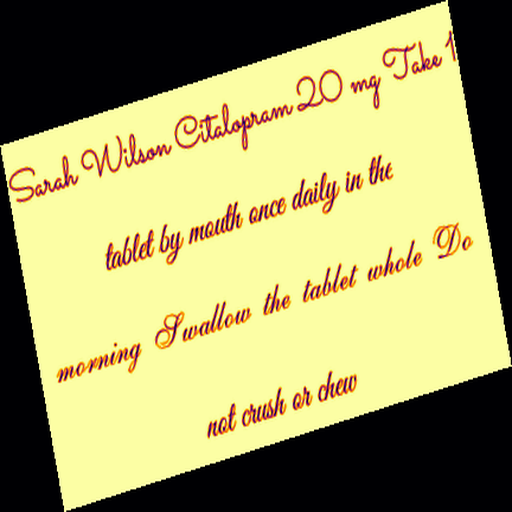 Sarah Wilson Citalopram 20 mg Take 1
tablet by mouth once daily in the
morning Swallow the tablet whole Do
not crush or chew